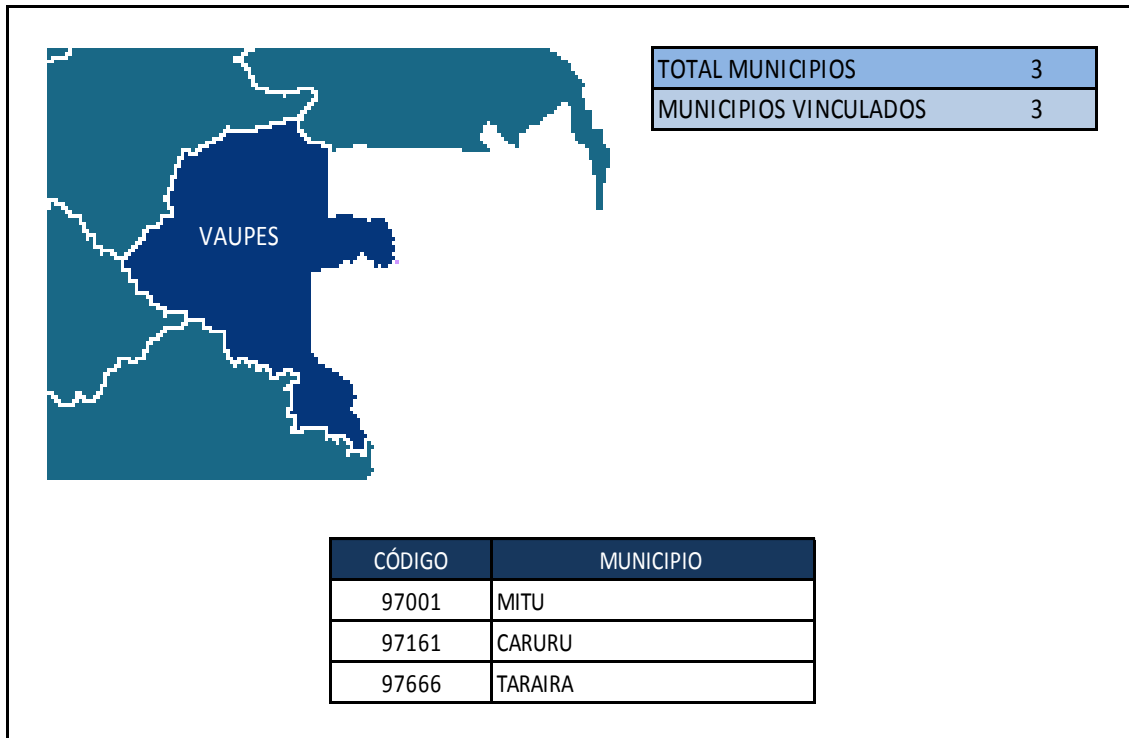 TOTAL MUNICIPIOS 3
MUNICIPIOS VINCULADOS 3
VAUPES
CÓDIGO MUNICIPIO
97001 MITU
97161 CARURU
97666 TARAIRA